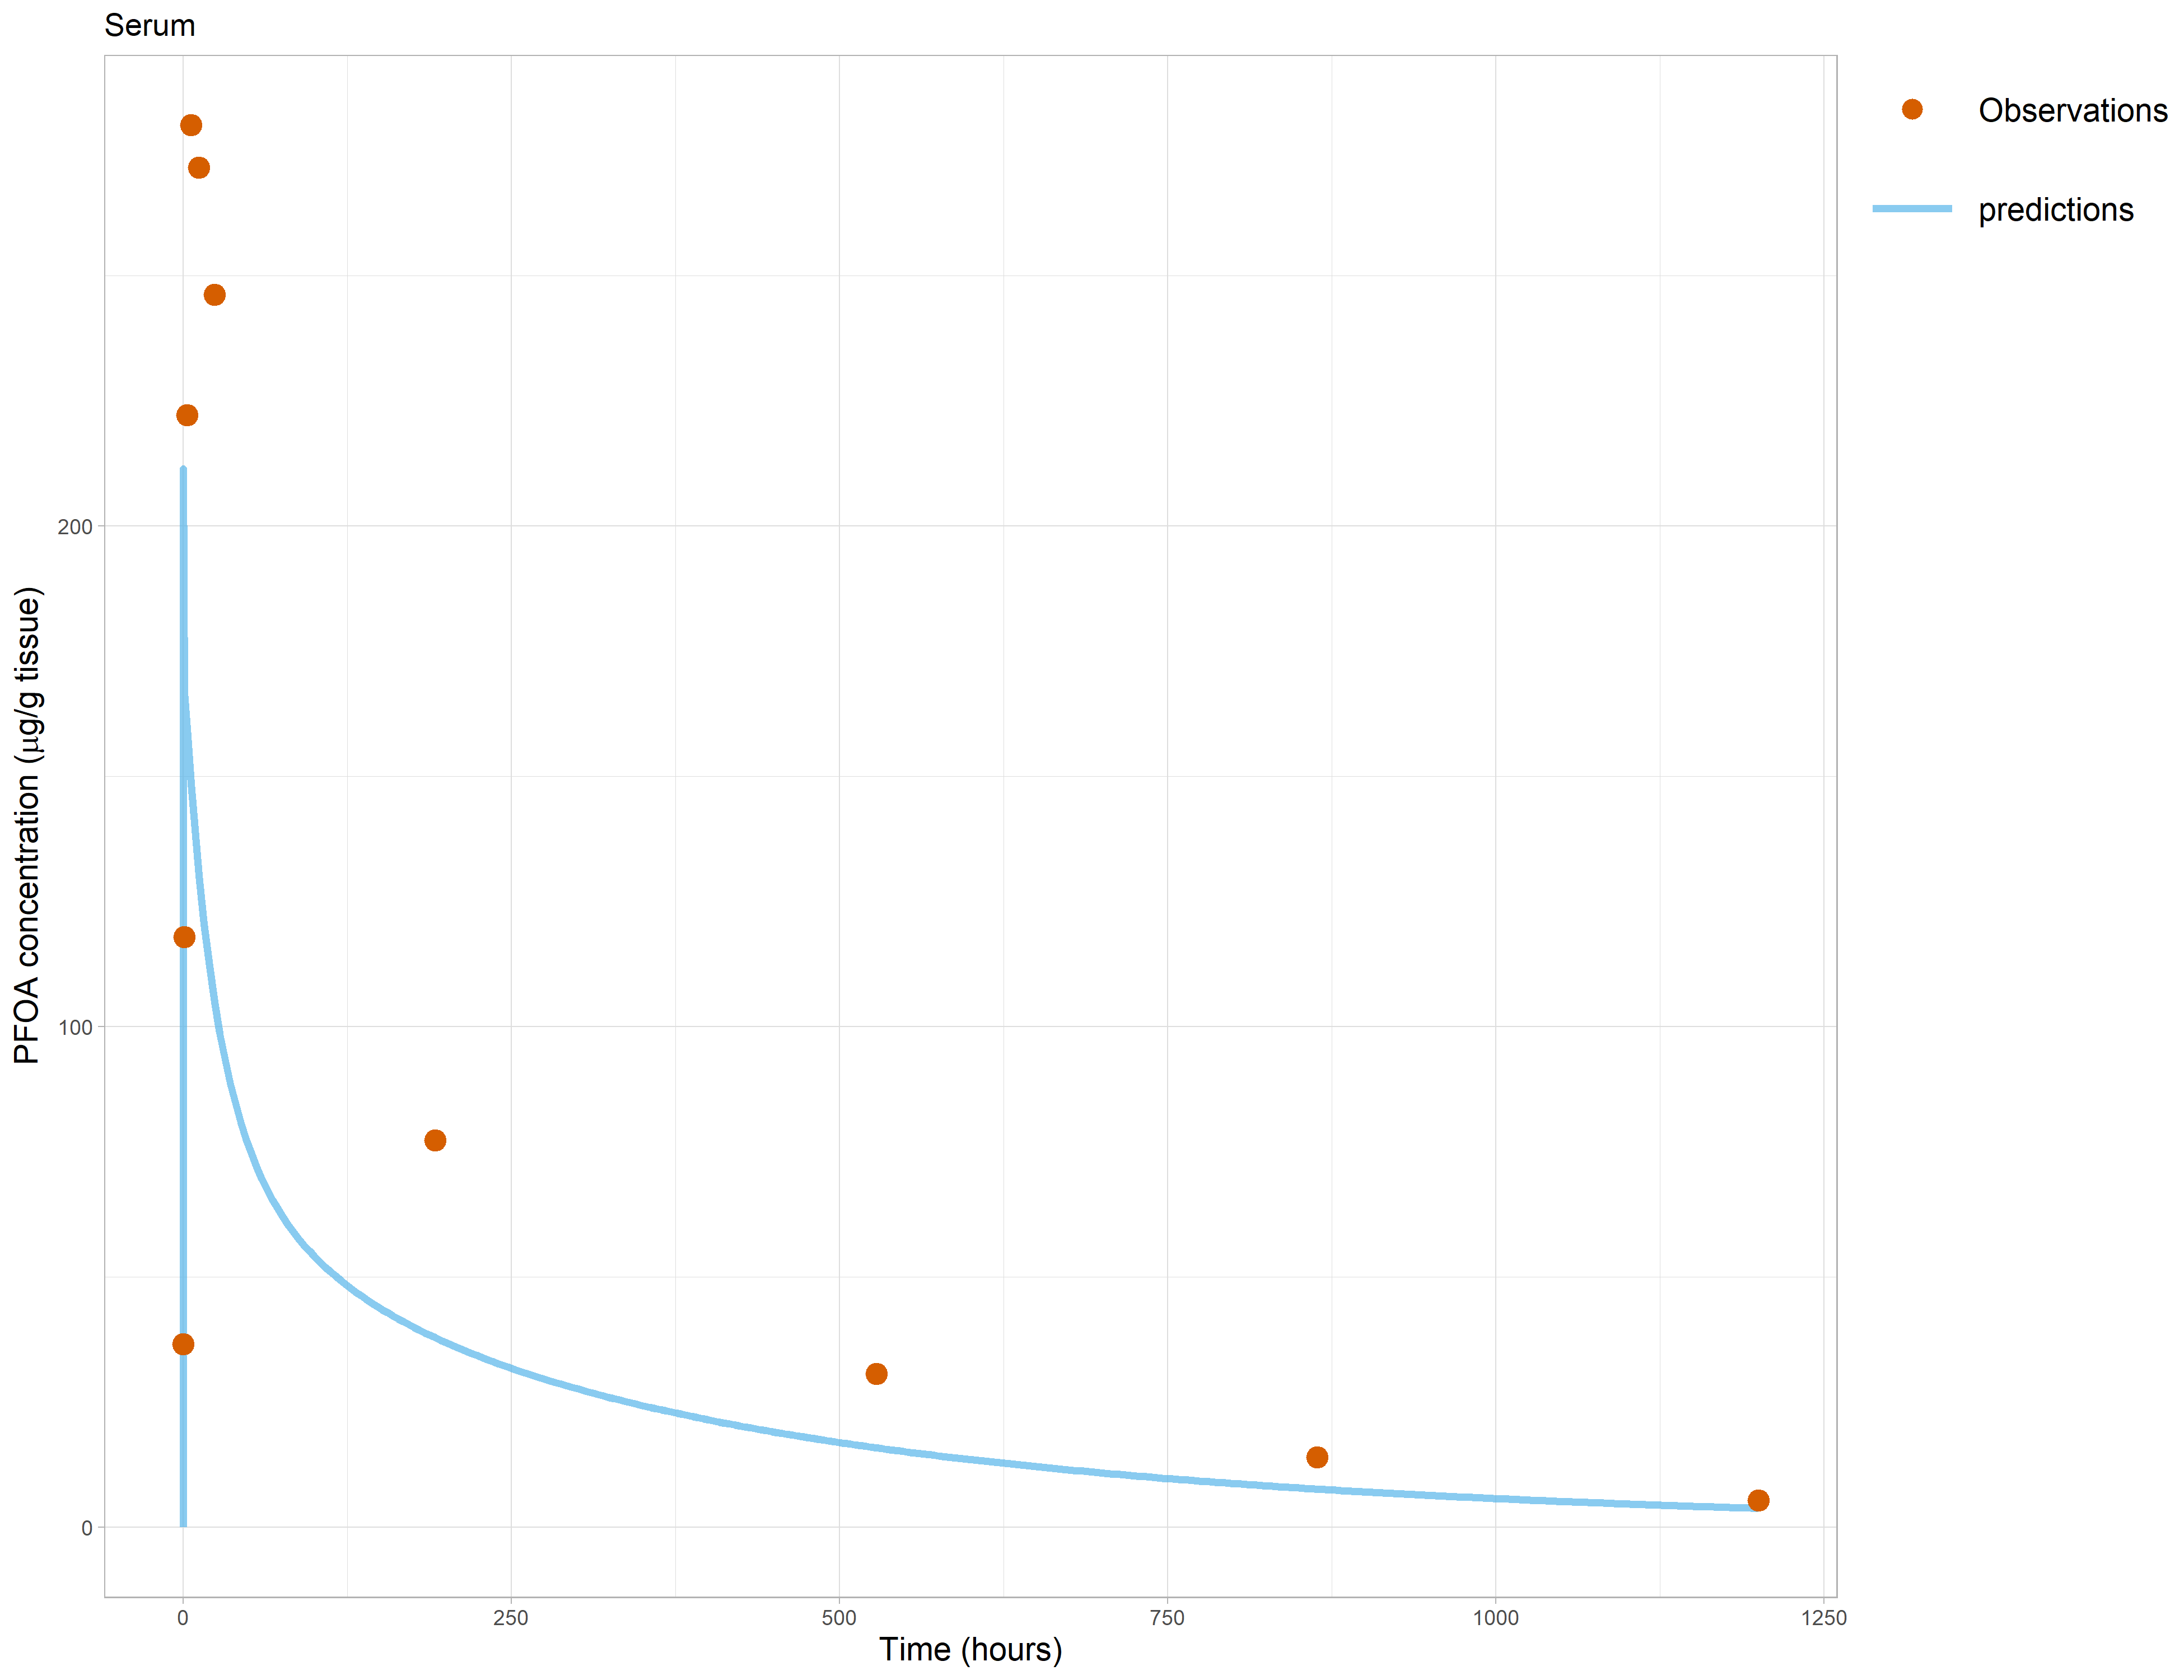 Serum
Observations
predictions
PFOA concentration (μg/g tissue)
200
100
0
0 250 500 750 1000 1250
Time (hours)